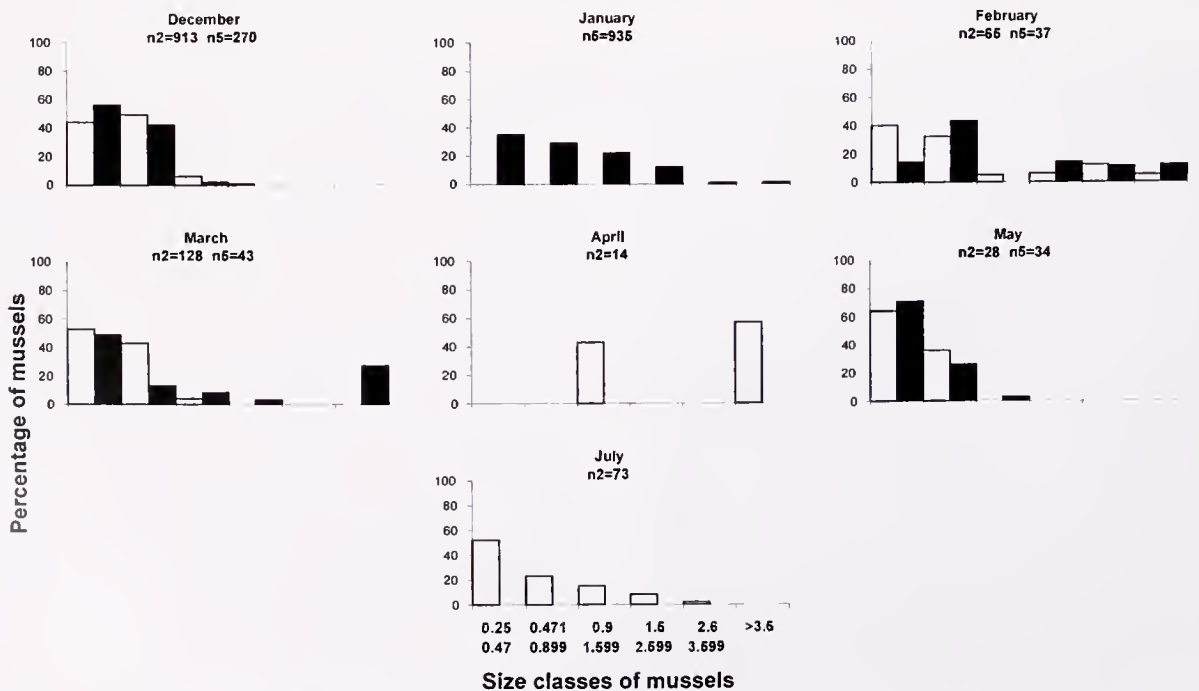 December
n2=913 n5=270
100
80
60
40
20
0
January
n5=935
100
80
60
40
20
0
February
n2=65 n5=37
100
80
60
40
20
0
March
n2=128 n5=43
100
80
60
40
20
0
April
n2=14
100
80
60
40
20
0
May
n2=28 n5=34
100
80
60
40
20
0
July
n2=73
100
80
60
40
20
0
0.25 0.471 0.9 1.5 2.6 >3.6
0.47 0.899 1.599 2.599 3.599
Percentage of mussels
Size classes of mussels